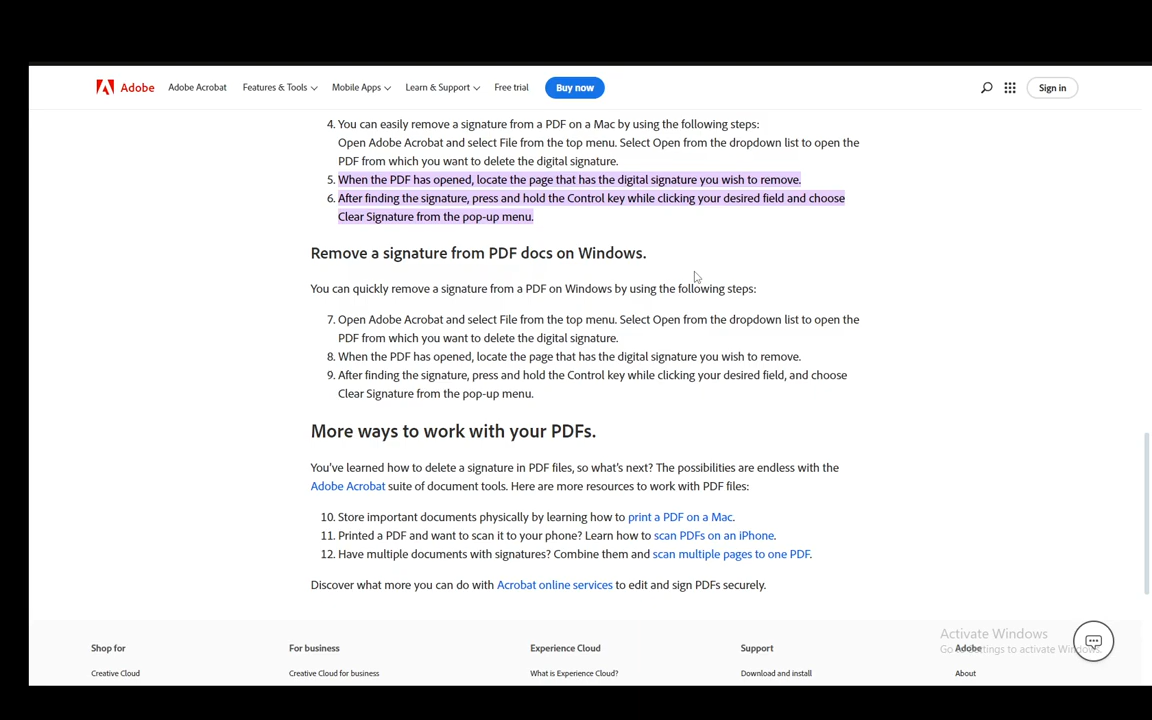 Adobe
Adobe Acrobat
Features & Tools
Mobile Apps
Learn & Support
Free trial
Buy now
Sign in
4. You can easily remove a signature from a PDF on a Mac by using the following steps:
Open Adobe Acrobat and select File from the top menu. Select Open from the dropdown list to open the
PDF from which you want to delete the digital signature.
5. When the PDF has opened, locate the page that has the digital signature you wish to remove.
6. After finding the signature, press and hold the Control key while clicking your desired field and choose
Clear Signature from the pop-up menu.
Remove a signature from PDF docs on Windows.
You can quickly remove a signature from a PDF on Windows by using the following steps:
7. Open Adobe Acrobat and select File from the top menu. Select Open from the dropdown list to open the
PDF from which you want to delete the digital signature.
8. When the PDF has opened, locate the page that has the digital signature you wish to remove.
9. After finding the signature, press and hold the Control key while clicking your desired field, and choose
Clear Signature from the pop-up menu.
More ways to work with your PDFs.
You've learned how to delete a signature in PDF files, so what's next? The possibilities are endless with the
Adobe Acrobat suite of document tools. Here are more resources to work with PDF files:
10. Store important documents physically by learning how to print a PDF on a Mac.
11. Printed a PDF and want to scan it to your phone? Learn how to scan PDFs on an iPhone.
12. Have multiple documents with signatures? Combine them and scan multiple pages to one PDF.
Discover what more you can do with Acrobat online services to edit and sign PDFs securely.
Shop for
Creative Cloud
For business
Creative Cloud for business
Experience Cloud
What is Experience Cloud?
Support
Download and install
Adobe
About
Activate Windows
Go to Settings to activate Windows.